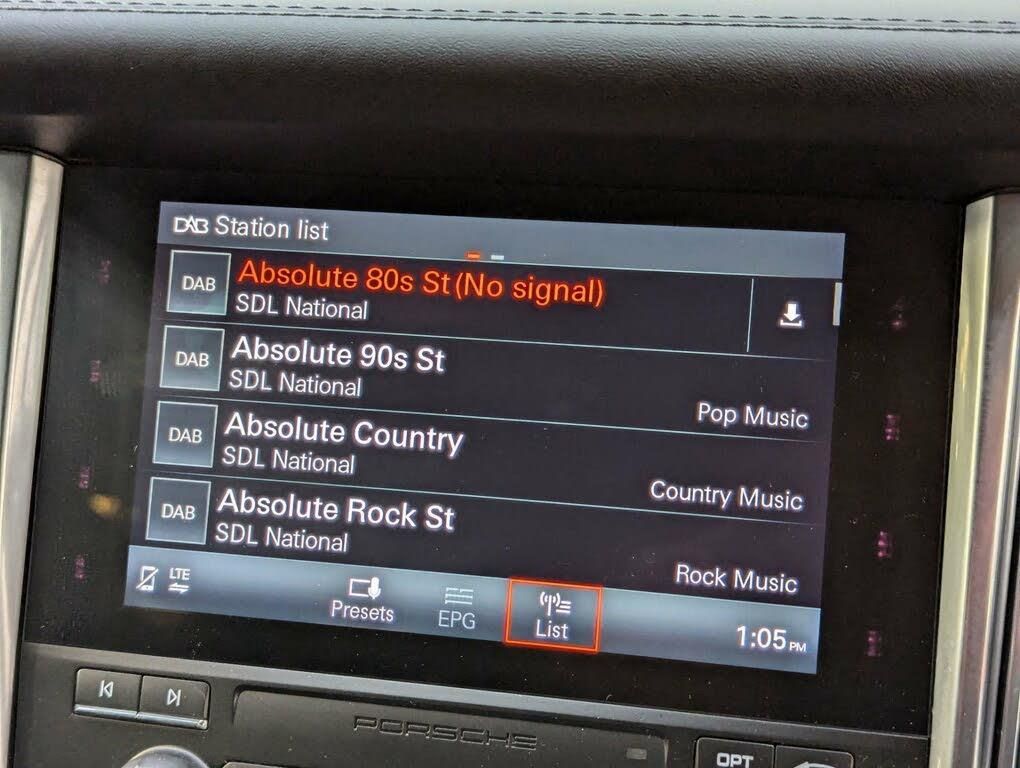 DAB Station list
DAB
Absolute 80s St(No signal)
SDL National
DAB
Absolute 90s St
SDL National
Pop Music
DAB
Absolute Country
SDL National
Country Music
DAB
Absolute Rock St
SDL National
Rock Music
LTE
Presets
EPG
List
1:05 PM
PORSCHE
OPT